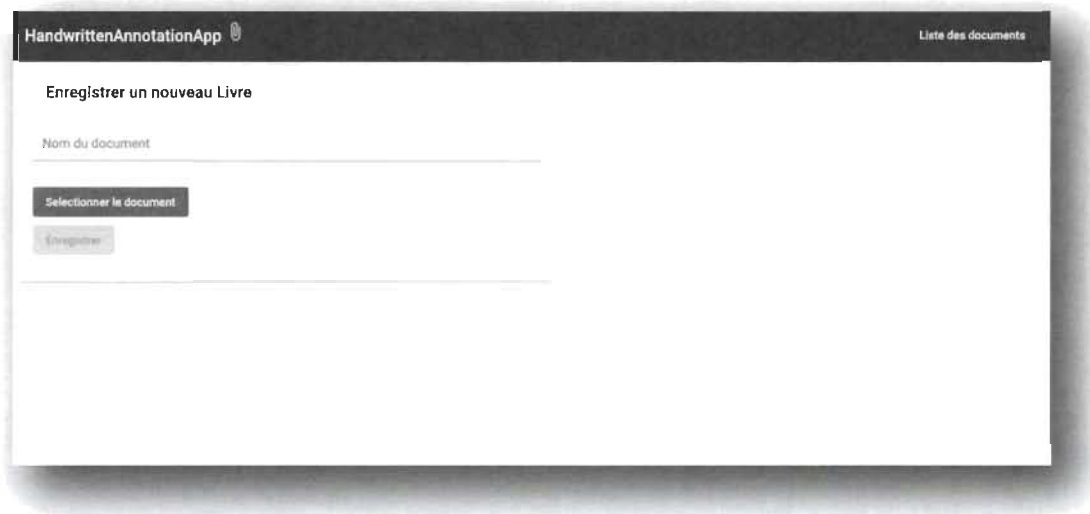 HandwrittenAnnotationApp
Liste des documents
Enregistrer un nouveau Livre
Nom du document
Selectionner le document
Enregistrer